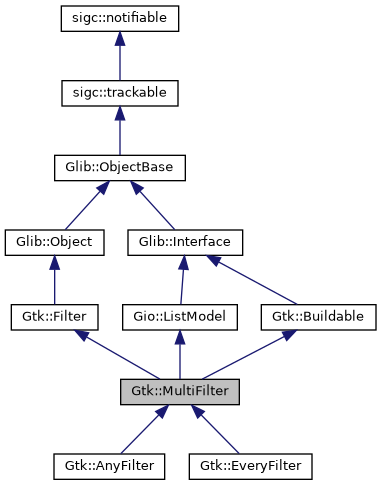 sigc::notifiable
sigc::trackable
Glib::ObjectBase
Glib::Object
Glib::Interface
Gtk::Filter
Gio::ListModel
Gtk::Buildable
Gtk::MultiFilter
Gtk::AnyFilter
Gtk::EveryFilter